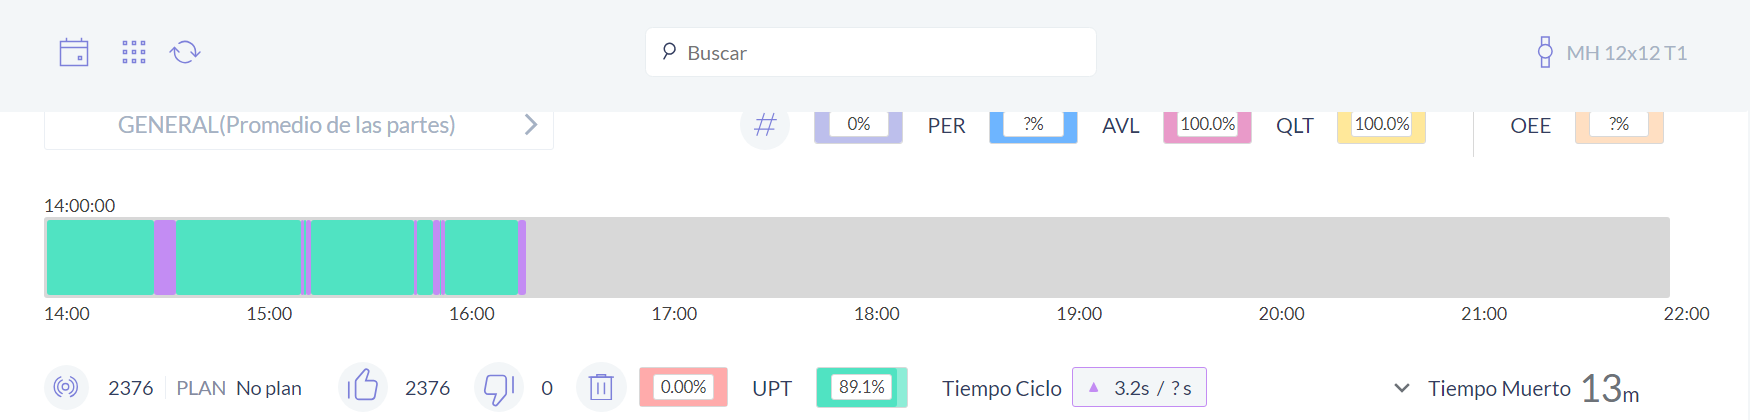 Buscar
MH 12x12 T1
GENERAL(Promedio de las partes)
# 0% PER ?% AVL 100.0% QLT 100.0% OEE ?%
14:00:00
14:00 15:00 16:00 17:00 18:00 19:00 20:00 21:00 22:00
2376 PLAN No plan 2376 0 0.00% UPT 89.1% Tiempo Ciclo 3.2s / ? s Tiempo Muerto 13m